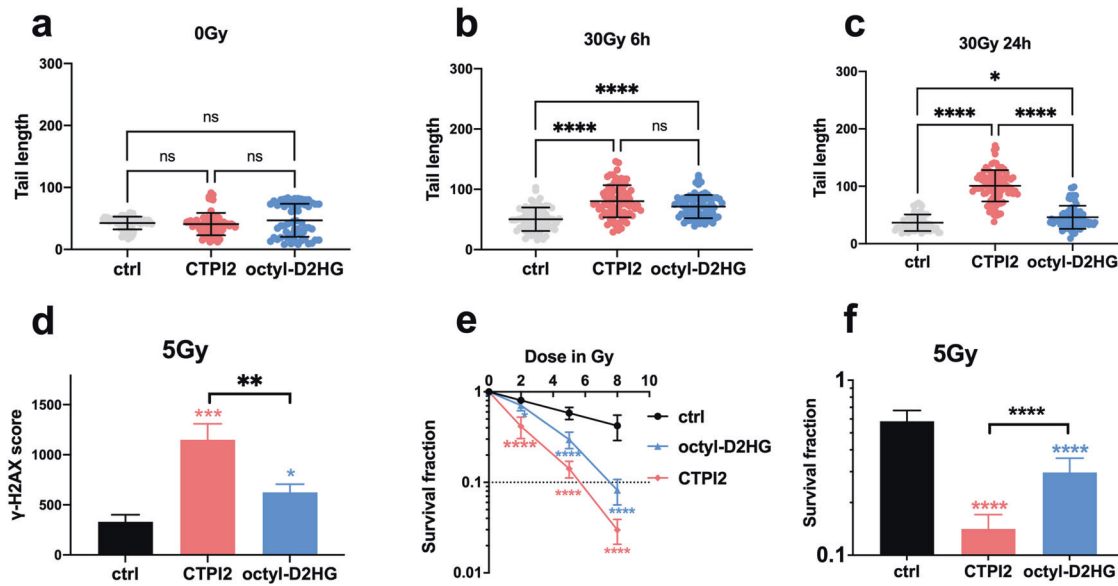 a
0Gy
Tail length
300
200
100
0
ns
ns
ns
ctrl
CTPI2
octyl-D2HG
b
30Gy 6h
Tail length
300
200
100
0
****
****
ns
ctrl
CTPI2
octyl-D2HG
c
30Gy 24h
Tail length
300
200
100
0
*
****
****
ctrl
CTPI2
octyl-D2HG
d
5Gy
γ-H2AX score
1500
1000
500
0
**
***
*
ctrl
CTPI2
octyl-D2HG
e
Dose in Gy
0 2 4 6 8 10
Survival fraction
1
0.1
0.01
*
****
****
****
****
****
ctrl
octyl-D2HG
CTPI2
f
5Gy
Survival fraction
1
0.1
****
****
****
ctrl
CTPI2
octyl-D2HG